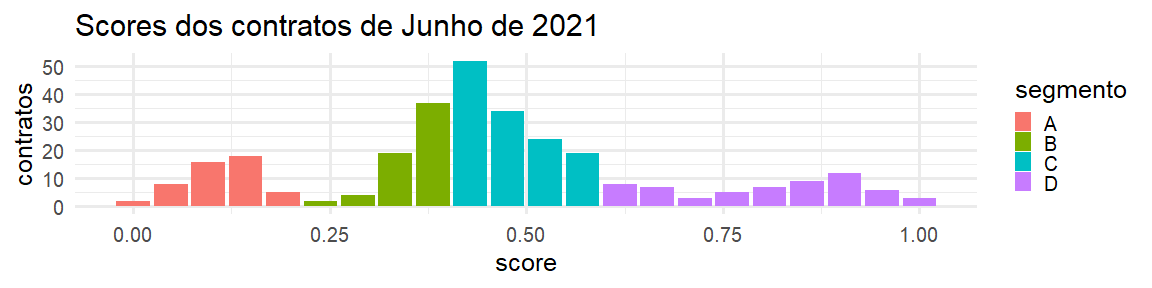 Scores dos contratos de Junho de 2021
contratos
50
40
30
20
10
0
0.00 0.25 0.50 0.75 1.00
score
segmento
A
B
C
D